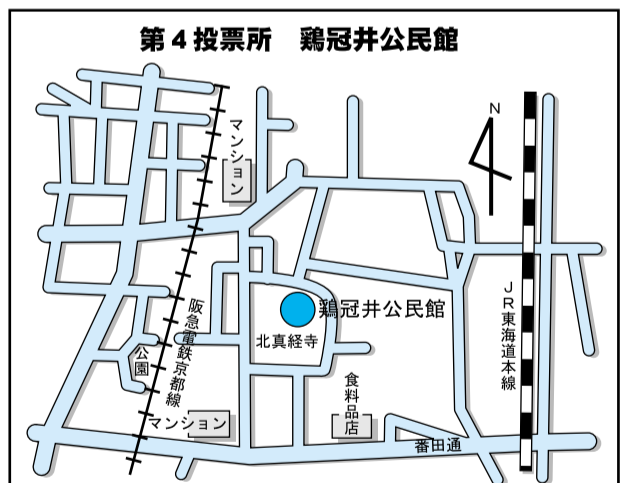 第4投票所　鶏冠井公民館
マンション
N
阪急電鉄京都線
鶏冠井公民館
JR東海道本線
北真経寺
公園
食料品店
マンション
番田通